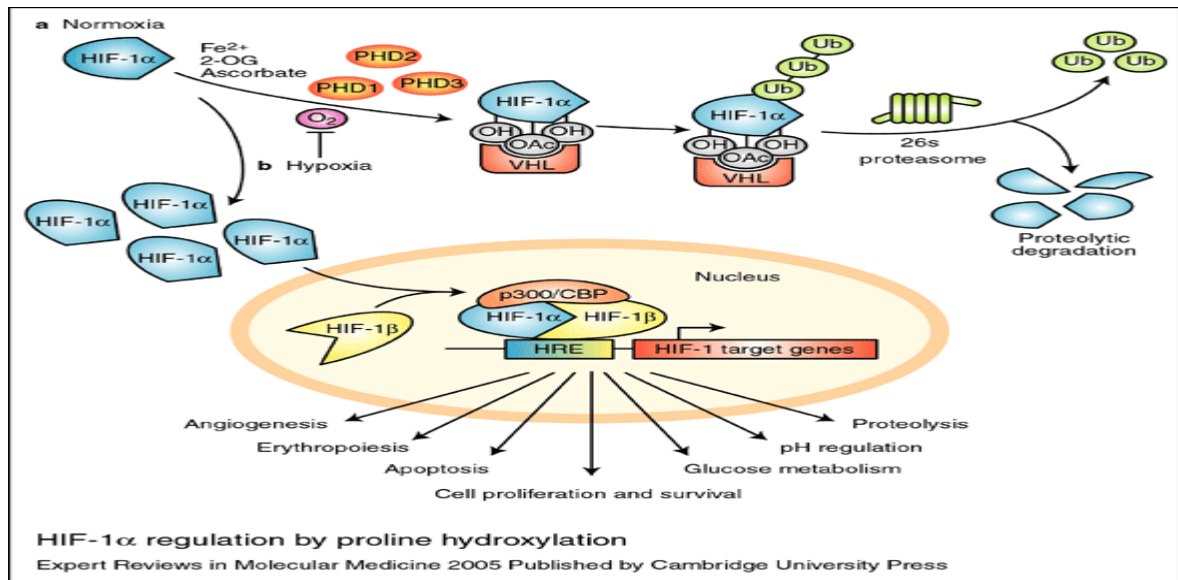 a Normoxia
HIF-1α
Fe2+
2-OG
Ascorbate
PHD2
PHD1
PHD3
O2
b Hypoxia
HIF-1α
OH
OH
OAc
VHL
Ub
Ub
Ub
HIF-1α
OH
OH
OAc
VHL
26s
proteasome
Ub
Ub
Ub
Proteolytic
degradation
HIF-1α
HIF-1α
HIF-1α
HIF-1α
Nucleus
p300/CBP
HIF-1α
HIF-1β
HIF-1β
HRE
HIF-1 target genes
Angiogenesis
Erythropoiesis
Apoptosis
Cell proliferation and survival
Glucose metabolism
pH regulation
Proteolysis
HIF-1α regulation by proline hydroxylation
Expert Reviews in Molecular Medicine 2005 Published by Cambridge University Press